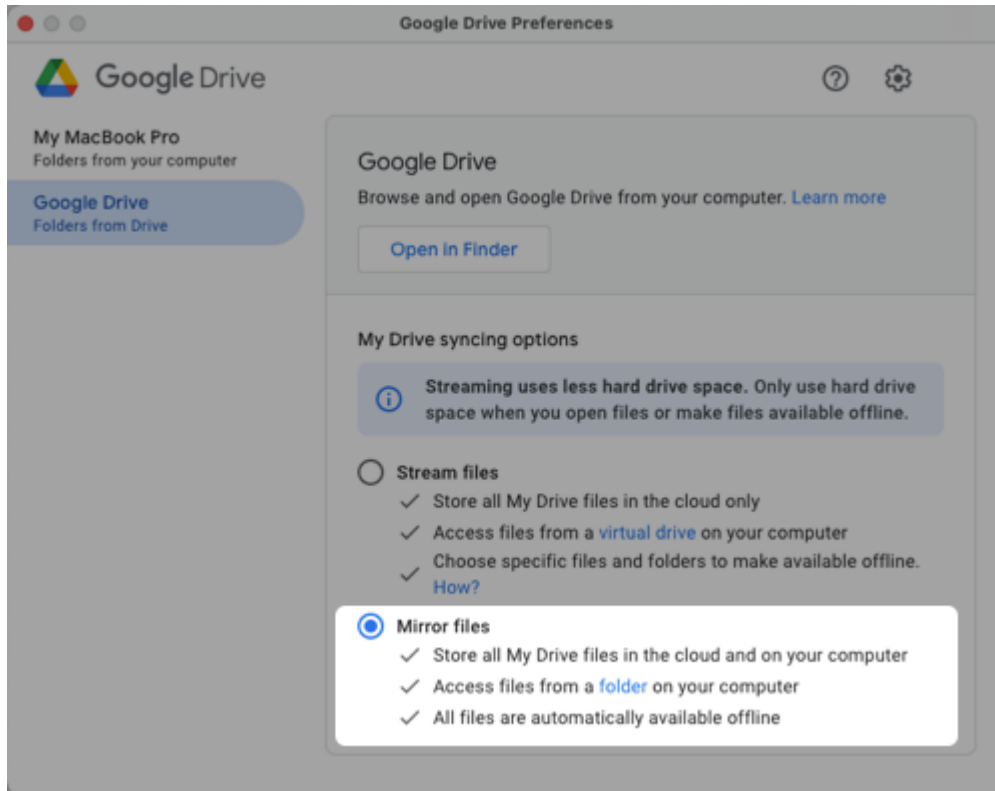 Google Drive Preferences
Google Drive
My MacBook Pro
Folders from your computer
Google Drive
Folders from Drive
Google Drive
Browse and open Google Drive from your computer. Learn more
Open in Finder
My Drive syncing options
Streaming uses less hard drive space. Only use hard drive
space when you open files or make files available offline.
Stream files
Store all My Drive files in the cloud only
Access files from a virtual drive on your computer
Choose specific files and folders to make available offline.
How?
Mirror files
Store all My Drive files in the cloud and on your computer
Access files from a folder on your computer
All files are automatically available offline